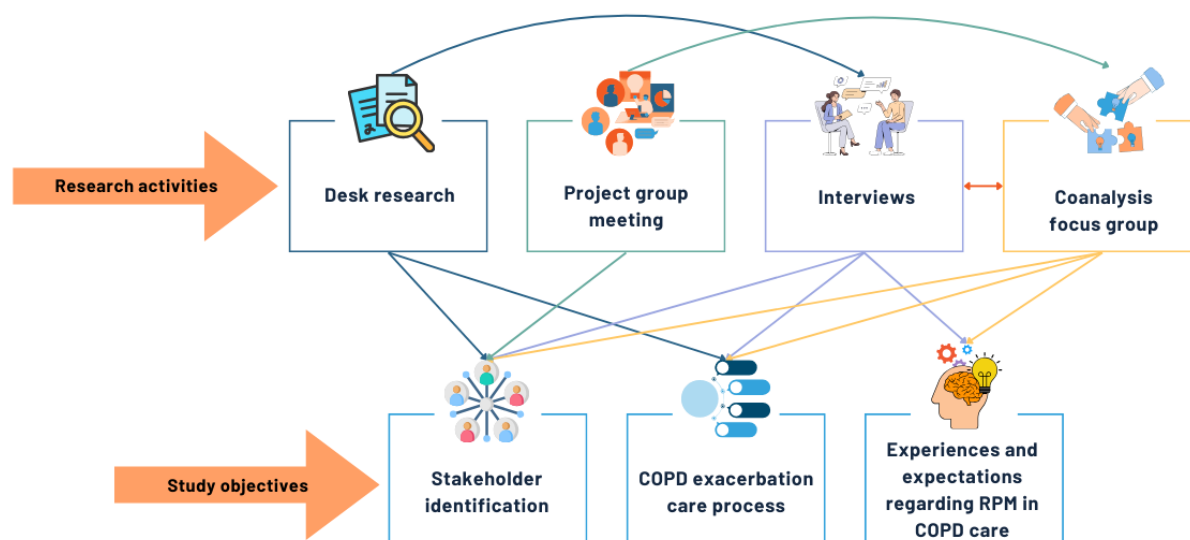 Research activities
Desk research
Project group
meeting
Interviews
Coanalysis
focus group
Study objectives
Stakeholder
identification
COPD exacerbation
care process
Experiences and
expectations
regarding RPM in
COPD care